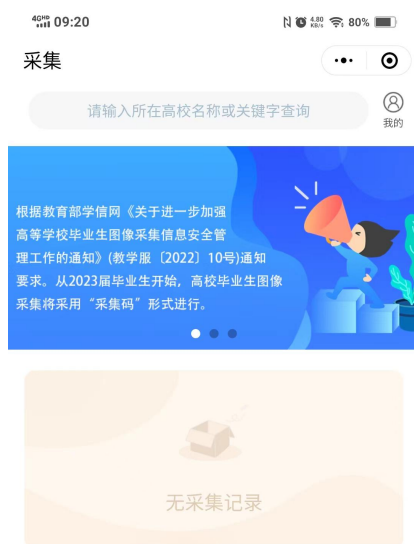 4GHD 09:20 4.80 KB/s 80%
采集
请输入所在高校名称或关键字查询
我的
根据教育部学信网《关于进一步加强
高等学校毕业生图像采集信息安全管
理工作的通知》(教学服〔2022〕10号)通知
要求。从2023届毕业生开始，高校毕业生图像
采集将采用“采集码”形式进行。
无采集记录